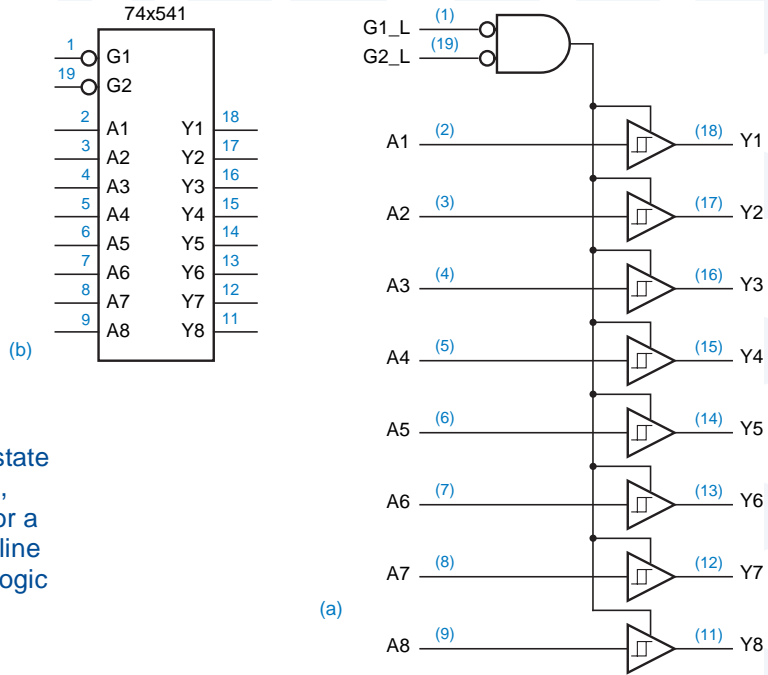 74x541
1
G1
19
G2
2 A1 Y1 18
3 A2 Y2 17
4 A3 Y3 16
5 A4 Y4 15
6 A5 Y5 14
7 A6 Y6 13
8 A7 Y7 12
9 A8 Y8 11
(b)
state
,
or a
line
ogic
G1_L (1)
G2_L (19)
A1 (2) (18) Y1
A2 (3) (17) Y2
A3 (4) (16) Y3
A4 (5) (15) Y4
A5 (6) (14) Y5
A6 (7) (13) Y6
A7 (8) (12) Y7
(a)
A8 (9) (11) Y8